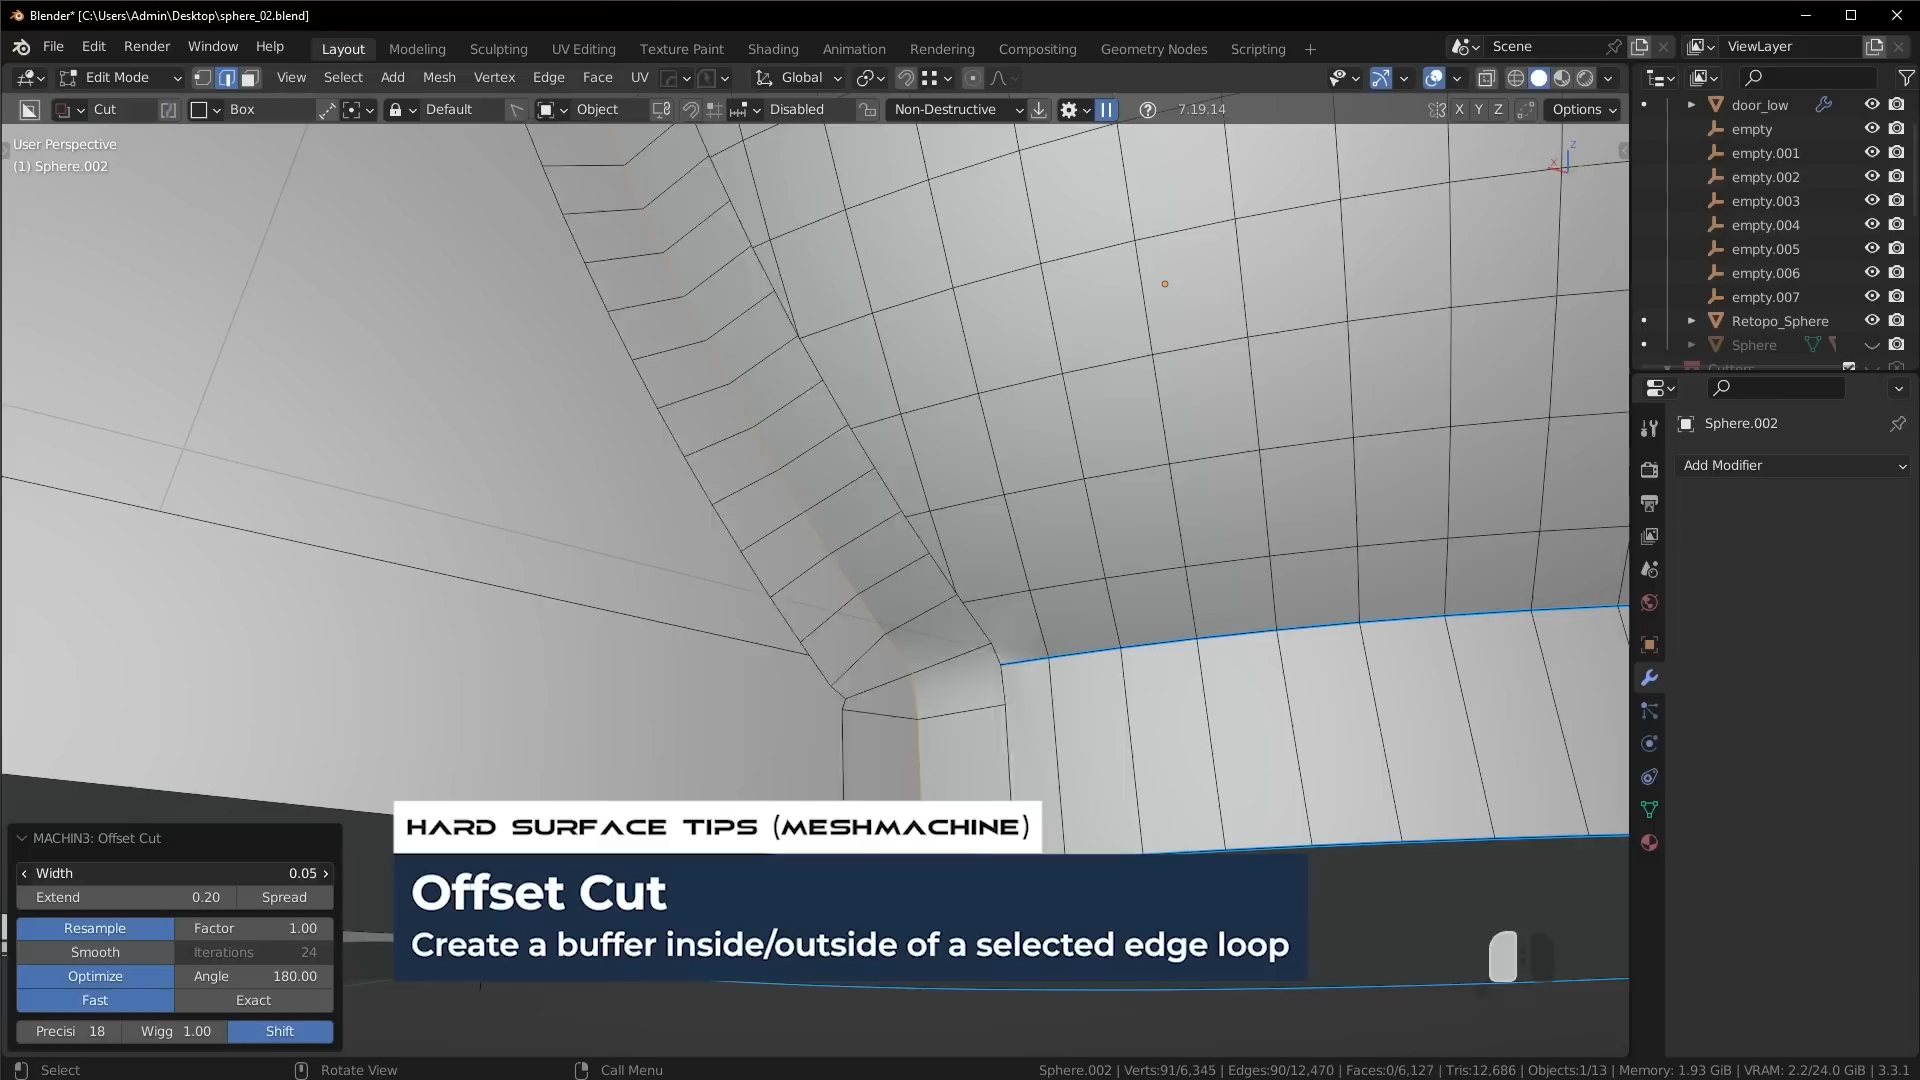 Blender* [C:\Users\Admin\Desktop\sphere_02.blend]
File Edit Render Window Help Layout Modeling Sculpting UV Editing Texture Paint Shading Animation Rendering Compositing Geometry Nodes Scripting + Scene ViewLayer
Edit Mode View Select Add Mesh Vertex Edge Face UV Global
Cut Box Default Object Disabled Non-Destructive 7.19.14 X Y Z Options
User Perspective
(1) Sphere.002
Z
X
door_low
empty
empty.001
empty.002
empty.003
empty.004
empty.005
empty.006
empty.007
Retopo_Sphere
Sphere
Cutters
Sphere.002
Add Modifier
MACHIN3: Offset Cut
Width 0.05
Extend 0.20 Spread
Resample Factor 1.00
Smooth Iterations 24
Optimize Angle 180.00
Fast Exact
Precisi 18 Wigg 1.00 Shift
HARD SURFACE TIPS (MESHMACHINE)
Offset Cut
Create a buffer inside/outside of a selected edge loop
Select Rotate View Call Menu Sphere.002 | Verts:91/6,345 | Edges:90/12,470 | Faces:0/6,127 | Tris:12,686 | Objects:1/13 | Memory: 1.93 GiB | VRAM: 2.2/24.0 GiB | 3.3.1